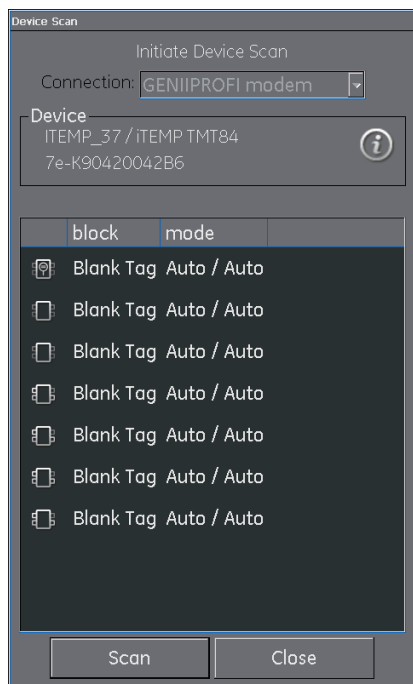 Device Scan
Initiate Device Scan
Connection: GENIIPROFI modem
Device
ITEMP_37 / iTEMP TMT84
7e-K90420042B6
block mode
Blank Tag Auto / Auto
Blank Tag Auto / Auto
Blank Tag Auto / Auto
Blank Tag Auto / Auto
Blank Tag Auto / Auto
Blank Tag Auto / Auto
Blank Tag Auto / Auto
Scan Close